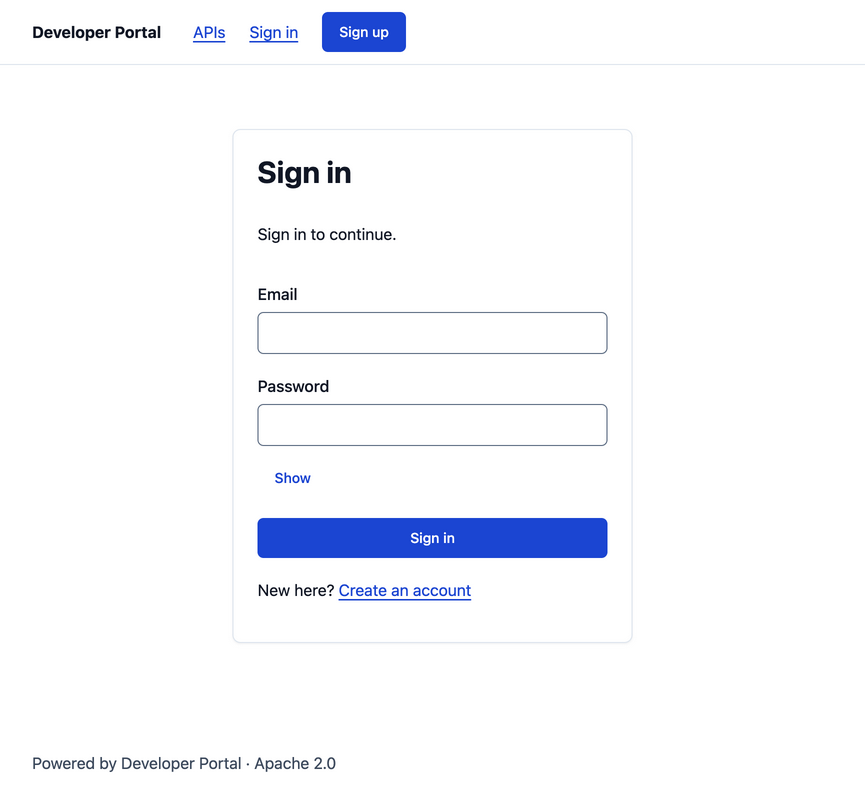 Developer Portal APIs Sign in Sign up
Sign in
Sign in to continue.
Email
Password
Show
Sign in
New here? Create an account
Powered by Developer Portal · Apache 2.0